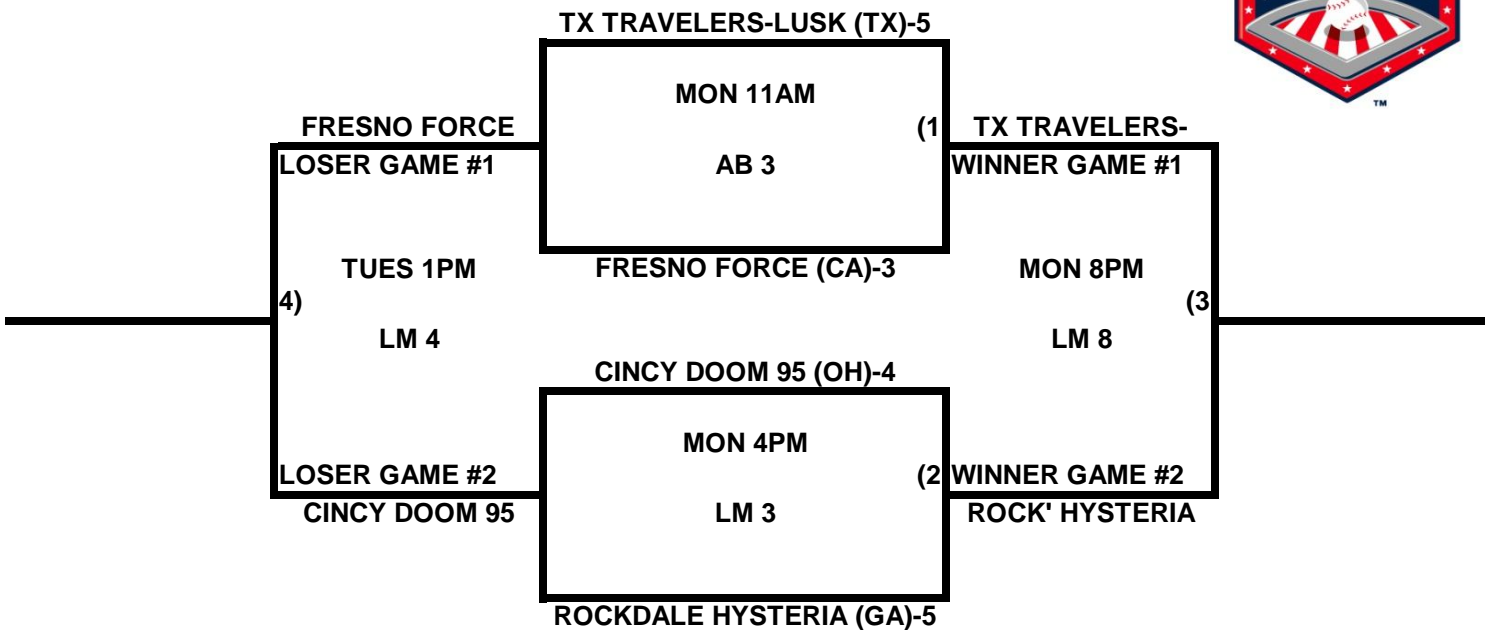 TX TRAVELERS-LUSK (TX)-5
MON 11AM
FRESNO FORCE
(1
TX TRAVELERS-
LOSER GAME #1
AB 3
WINNER GAME #1
TUES 1PM
FRESNO FORCE (CA)-3
MON 8PM
4)
(3
LM 4
LM 8
CINCY DOOM 95 (OH)-4
MON 4PM
LOSER GAME #2
(2
WINNER GAME #2
CINCY DOOM 95
LM 3
ROCK' HYSTERIA
ROCKDALE HYSTERIA (GA)-5
TM